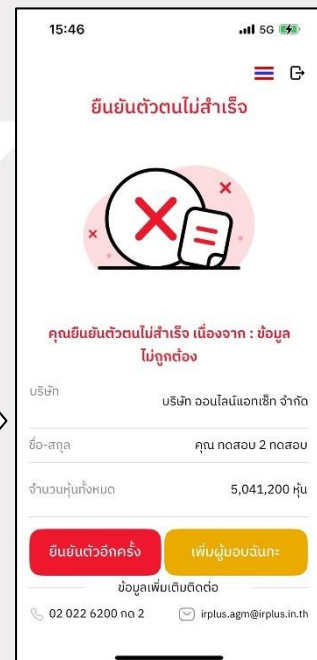 15:46
5G
ยืนยันตัวตนไม่สำเร็จ
คุณยืนยันตัวตนไม่สำเร็จ เนื่องจาก : ข้อมูล
ไม่ถูกต้อง
บริษัท
บริษัท ออนไลน์แอทเซ็ท จำกัด
ชื่อ-สกุล คุณ ทดสอบ 2 ทดสอบ
จำนวนหุ้นทั้งหมด 5,041,200 หุ้น
ยืนยันตัวอีกครั้ง เพิ่มผู้มอบฉันทะ
ข้อมูลเพิ่มเติมติดต่อ
02 022 6200 กด 2 irplus.agm@irplus.in.th